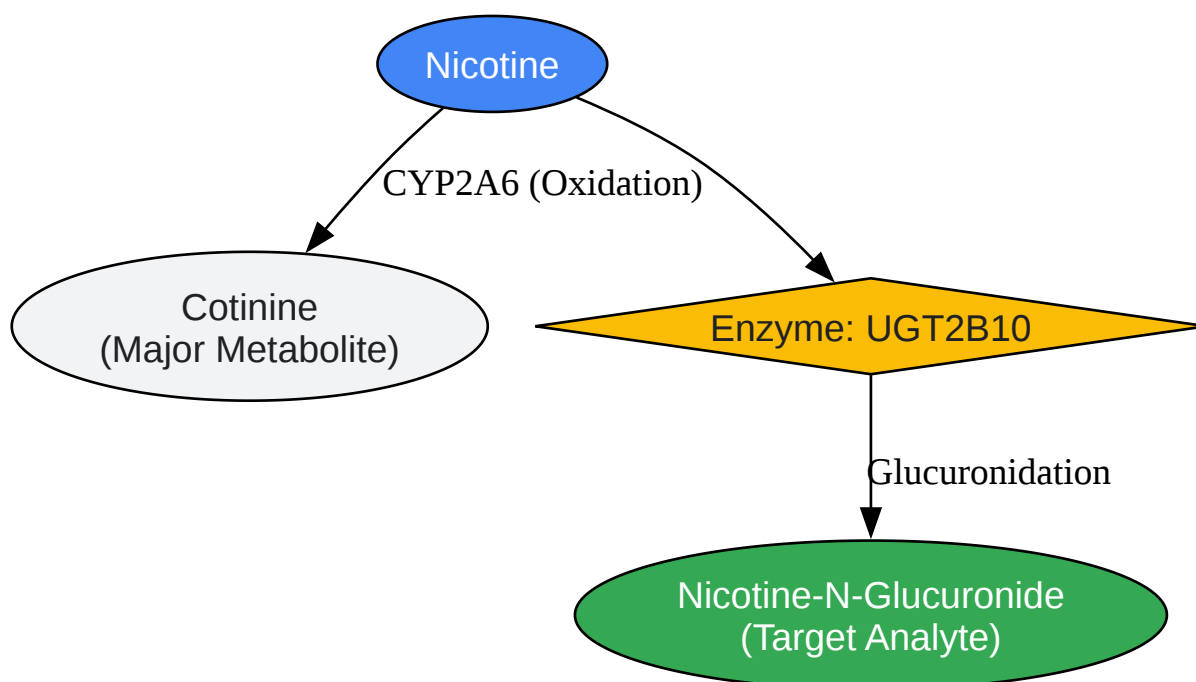 Nicotine
CYP2A6 (Oxidation)
Cotinine
(Major Metabolite)
Enzyme: UGT2B10
Glucuronidation
Nicotine-N-Glucuronide
(Target Analyte)